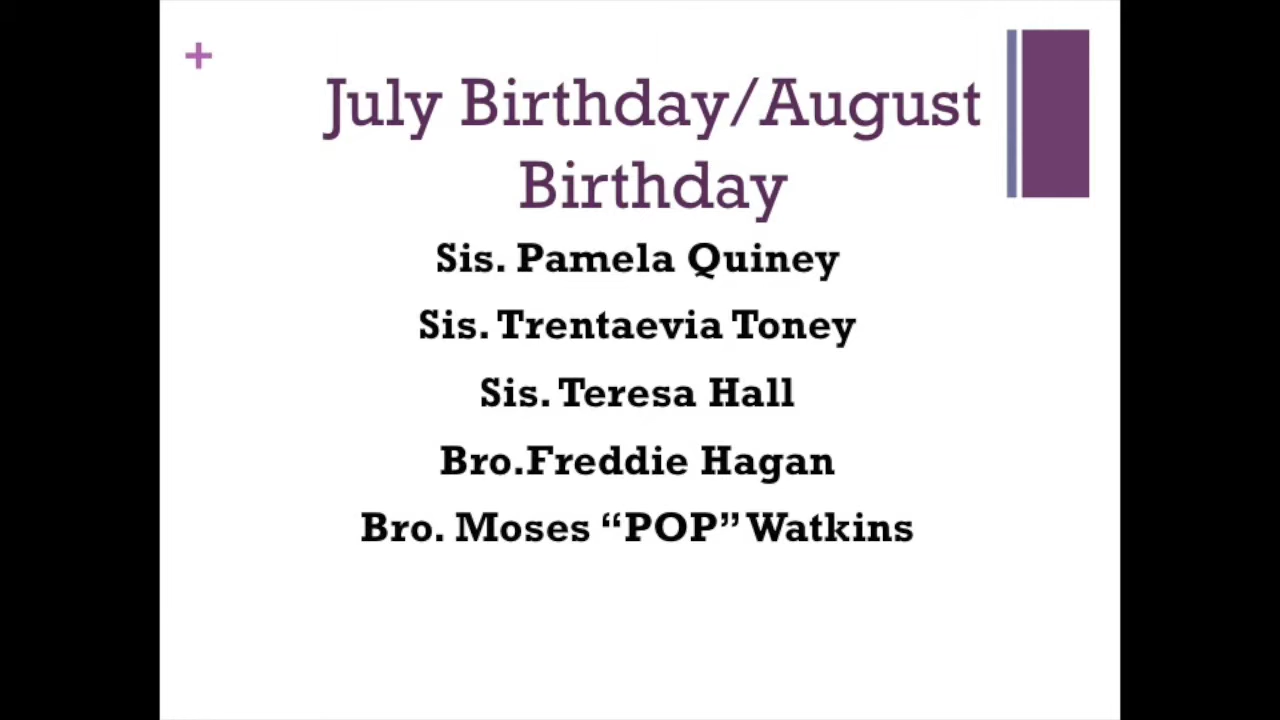 +
July Birthday/August
Birthday
Sis. Pamela Quiney
Sis. Trentaevia Toney
Sis. Teresa Hall
Bro.Freddie Hagan
Bro. Moses “POP” Watkins